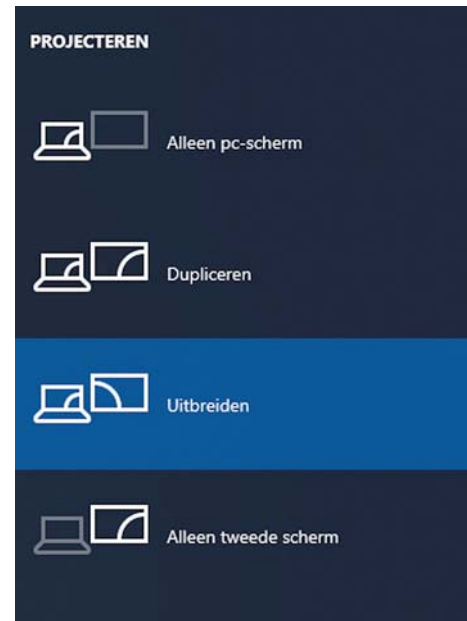 PROJECTEREN
Alleen pc-scherm
Dupliceren
Uitbreiden
Alleen tweede scherm